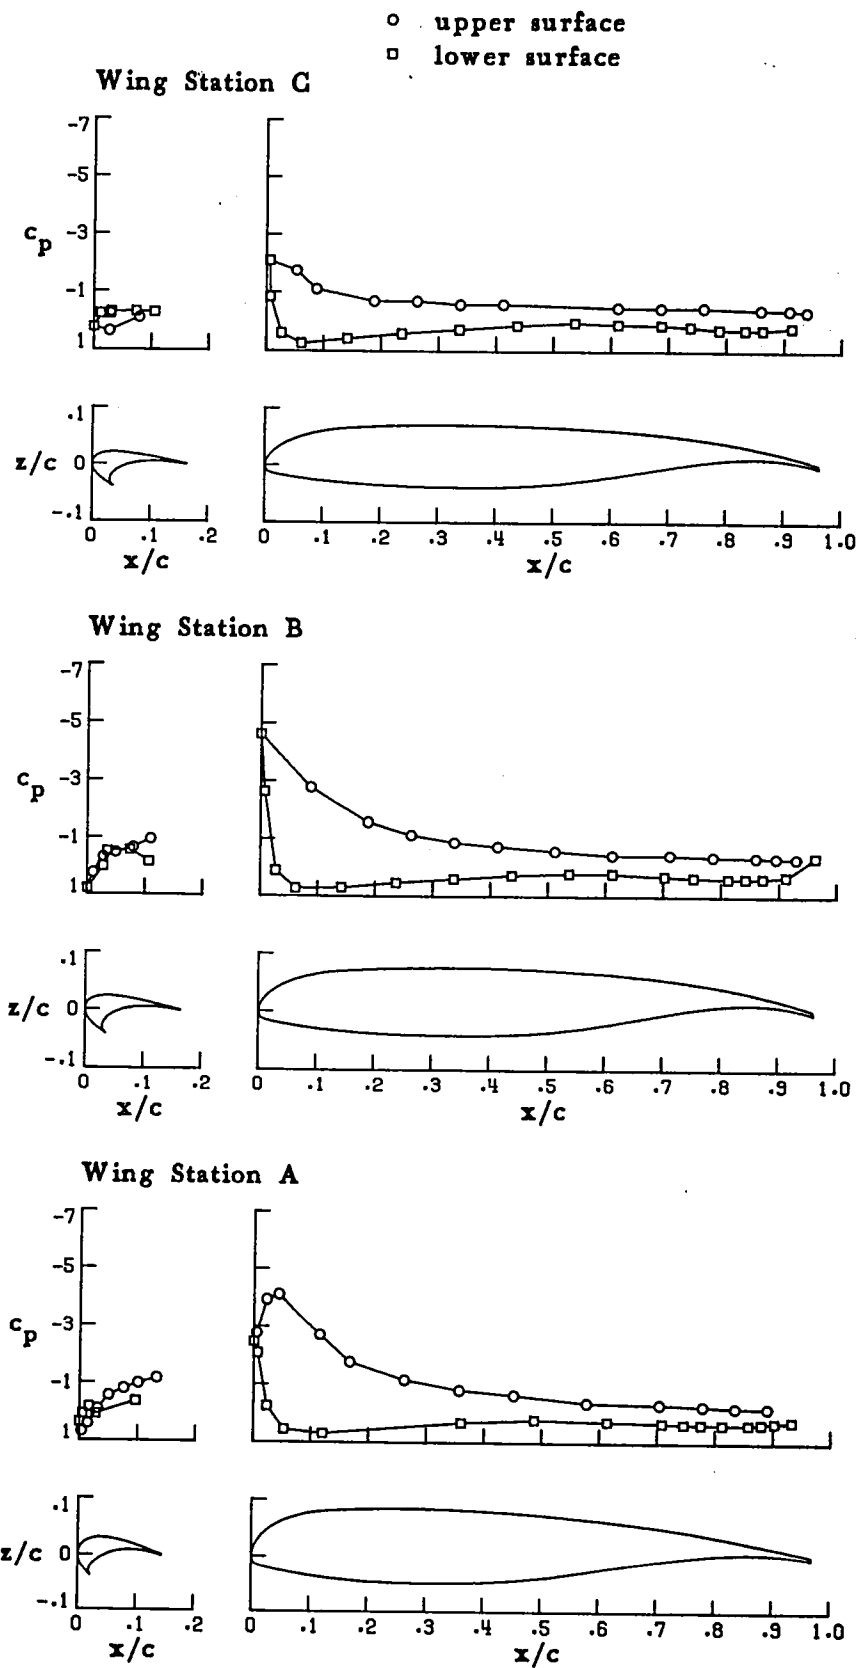 upper surface
lower surface
Wing Station C
-7
-5
-3
-1
1
c_p
.1
0
-.1
z/c
0 .1 .2
x/c
0 .1 .2 .3 .4 .5 .6 .7 .8 .9 1.0
x/c
Wing Station B
-7
-5
-3
-1
1
c_p
.1
0
-.1
z/c
0 .1 .2
x/c
0 .1 .2 .3 .4 .5 .6 .7 .8 .9 1.0
x/c
Wing Station A
-7
-5
-3
-1
1
c_p
.1
0
-.1
z/c
0 .1 .2
x/c
0 .1 .2 .3 .4 .5 .6 .7 .8 .9 1.0
x/c